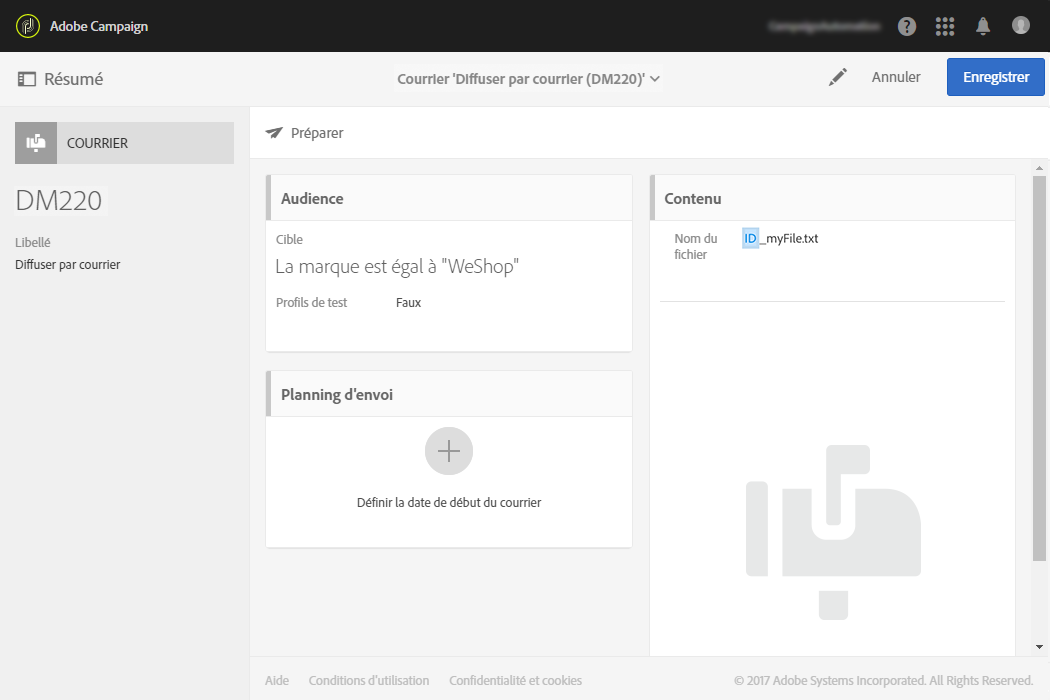 Adobe Campaign
Résumé
Courrier 'Diffuser par courrier (DM220)'
Annuler
Enregistrer
COURRIER
DM220
Libellé
Diffuser par courrier
Préparer
Audience
Cible
La marque est égal à "WeShop"
Profils de test Faux
Planning d'envoi
Définir la date de début du courrier
Contenu
Nom du
fichier
ID_myFile.txt
Aide Conditions d'utilisation Confidentialité et cookies
© 2017 Adobe Systems Incorporated. All Rights Reserved.